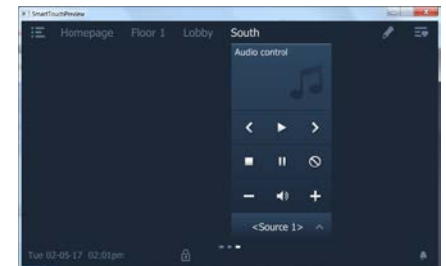 SmartTouchPreview
Homepage Floor 1 Lobby South
Audio control
<Source 1>
Tue 02-05-17 02:01pm